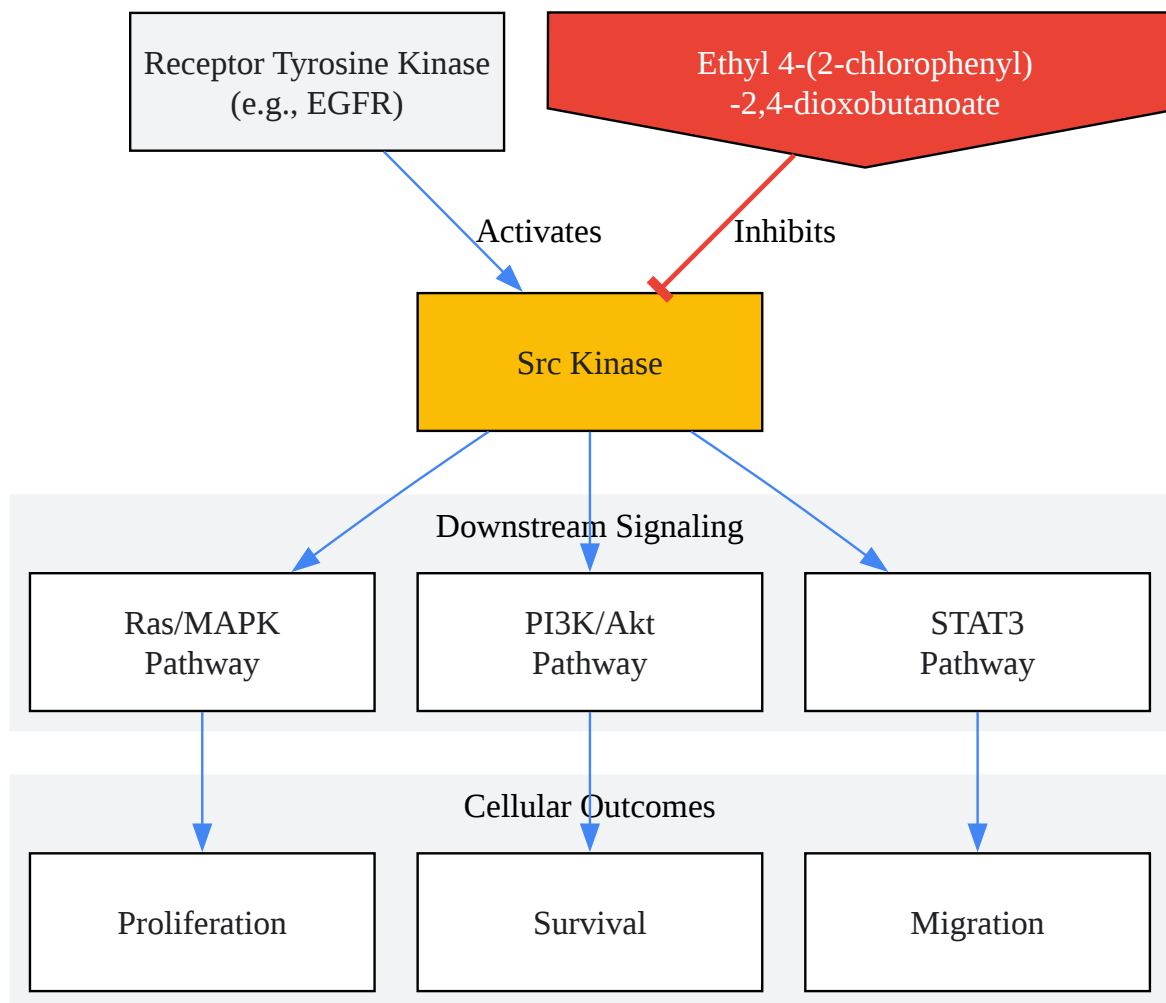 Receptor Tyrosine Kinase
(e.g., EGFR)
Ethyl 4-(2-chlorophenyl)
-2,4-dioxobutanoate
Activates
Inhibits
Src Kinase
Downstream Signaling
Ras/MAPK
Pathway
PI3K/Akt
Pathway
STAT3
Pathway
Cellular Outcomes
Proliferation
Survival
Migration